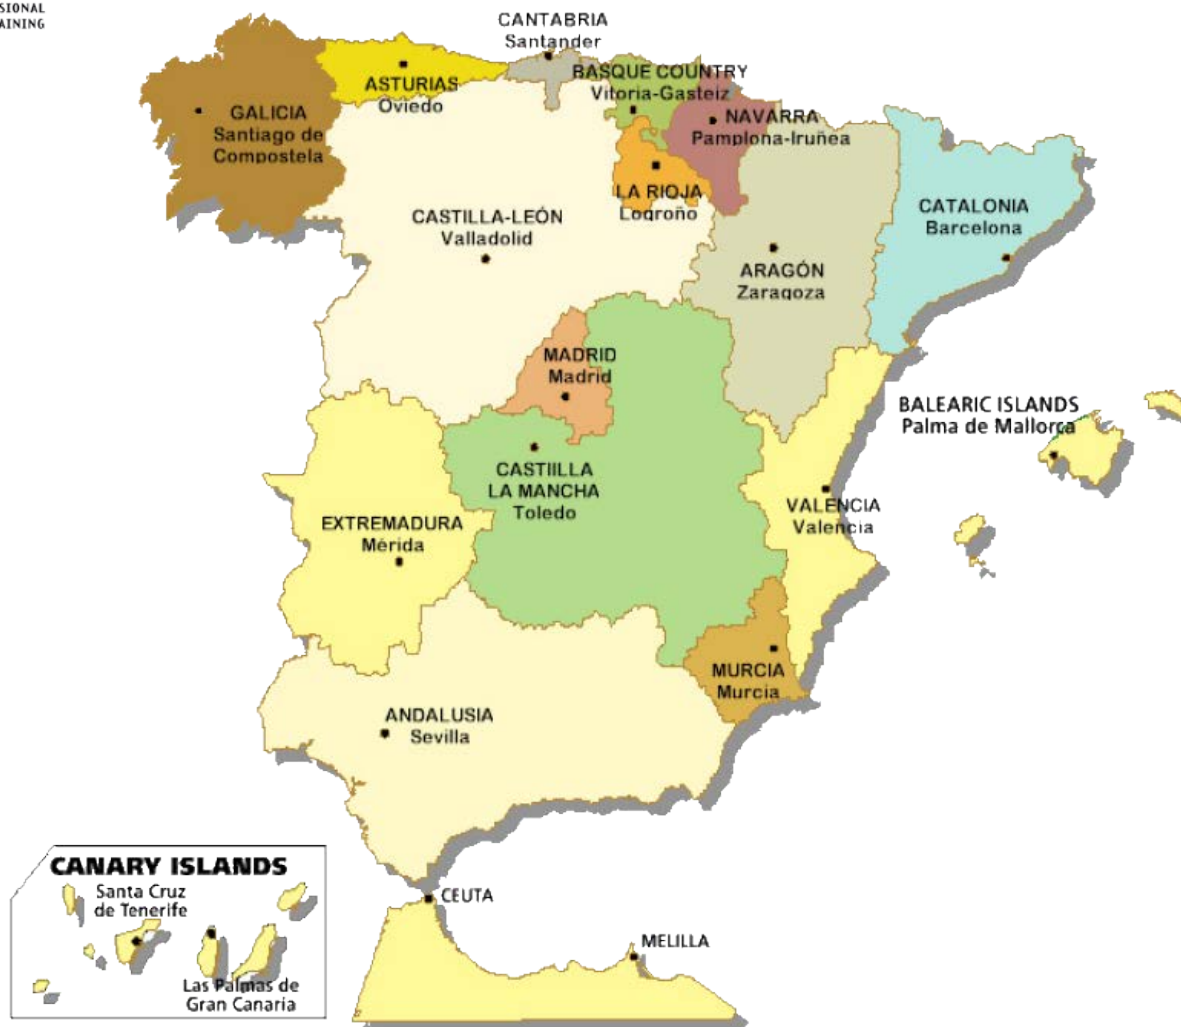 CANTABRIA
Santander
BASQUE COUNTRY
Vitoria-Gasteiz
ASTURIAS
Oviedo
GALICIA
Santiago de
Compostela
NAVARRA
Pamplona-Iruñea
LA RIOJA
Logroño
CASTILLA-LEÓN
Valladolid
CATALONIA
Barcelona
ARAGÓN
Zaragoza
MADRID
Madrid
BALEARIC ISLANDS
Palma de Mallorca
CASTIILLA
LA MANCHA
Toledo
VALENCIA
Valencia
EXTREMADURA
Mérida
MURCIA
Murcia
ANDALUSIA
Sevilla
CANARY ISLANDS
Santa Cruz
de Tenerife
Las Palmas de
Gran Canaria
CEUTA
MELILLA